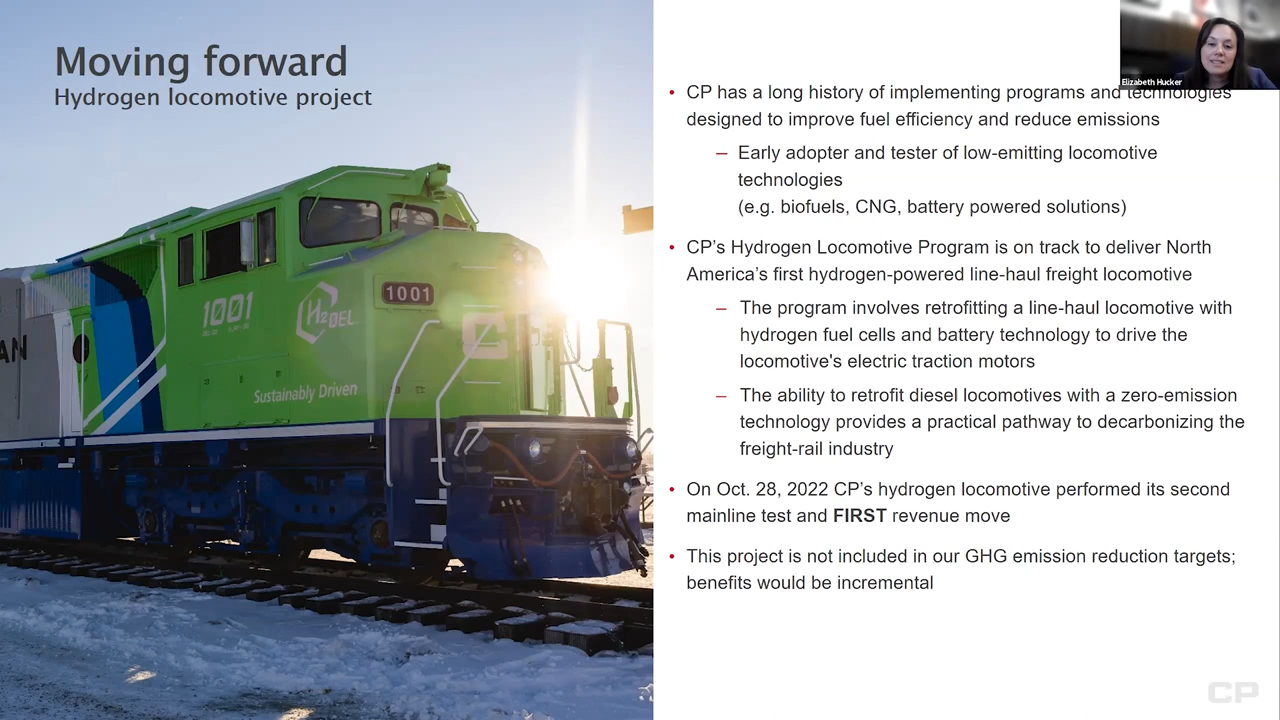 Moving forward
Hydrogen locomotive project
Elizabeth Hucker
• CP has a long history of implementing programs and technologies
designed to improve fuel efficiency and reduce emissions
– Early adopter and tester of low-emitting locomotive
technologies
(e.g. biofuels, CNG, battery powered solutions)
• CP’s Hydrogen Locomotive Program is on track to deliver North
America’s first hydrogen-powered line-haul freight locomotive
– The program involves retrofitting a line-haul locomotive with
hydrogen fuel cells and battery technology to drive the
locomotive's electric traction motors
– The ability to retrofit diesel locomotives with a zero-emission
technology provides a practical pathway to decarbonizing the
freight-rail industry
• On Oct. 28, 2022 CP’s hydrogen locomotive performed its second
mainline test and FIRST revenue move
• This project is not included in our GHG emission reduction targets;
benefits would be incremental
1001
H2
1001
AN
Sustainably Driven
CP